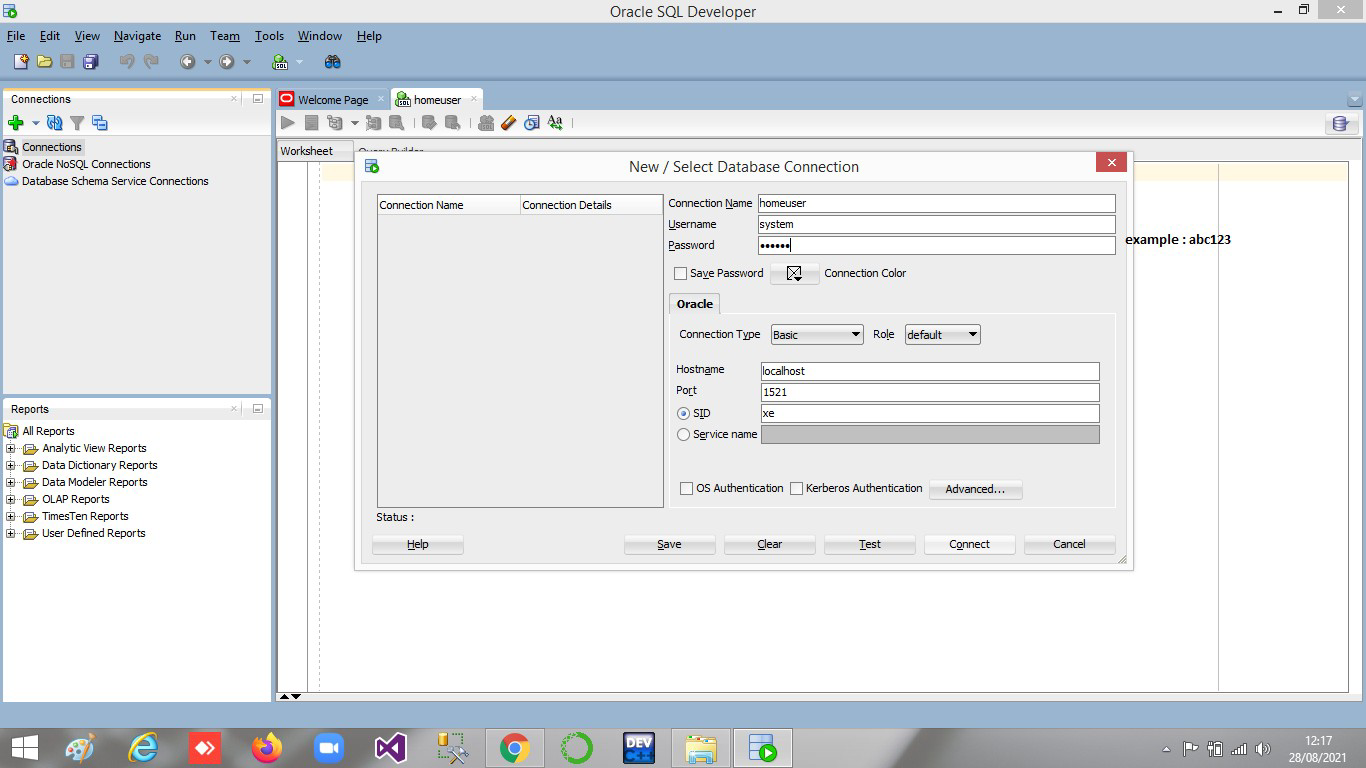 Oracle SQL Developer
File Edit View Navigate Run Team Tools Window Help
Connections
Welcome Page
homeuser
Connections
Oracle NoSQL Connections
Database Schema Service Connections
Worksheet Query Builder
New / Select Database Connection
Connection Name Connection Details
Connection Name homeuser
Username system
Password ••••••
example : abc123
Save Password Connection Color
Oracle
Connection Type Basic Role default
Hostname localhost
Port 1521
SID xe
Service name
OS Authentication Kerberos Authentication Advanced...
Status :
Help Save Clear Test Connect Cancel
Reports
All Reports
Analytic View Reports
Data Dictionary Reports
Data Modeler Reports
OLAP Reports
TimesTen Reports
User Defined Reports
SQL
Aa
DEV
C++
12:17
28/08/2021